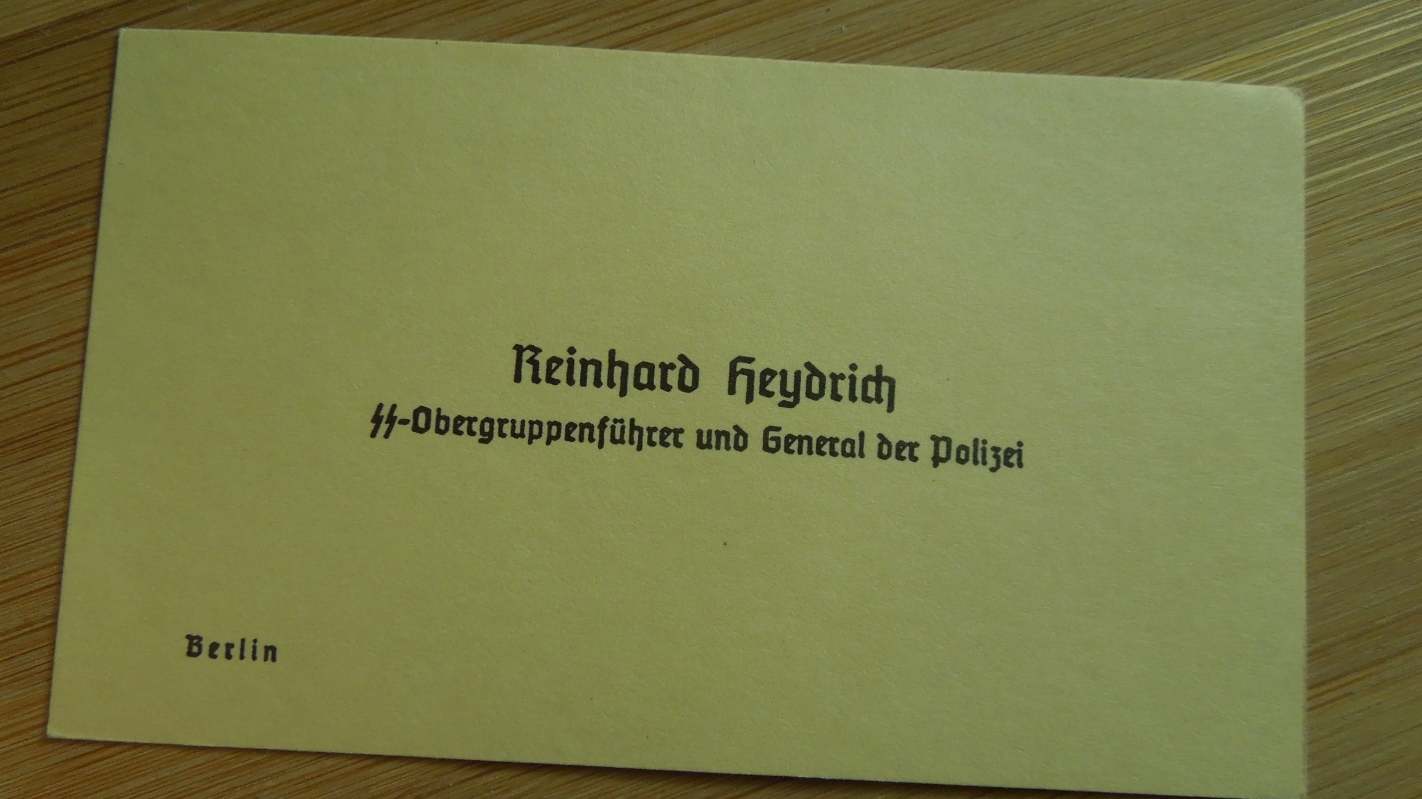 Reinhard Heydrich
SS-Obergruppenführer und General der Polizei
Berlin